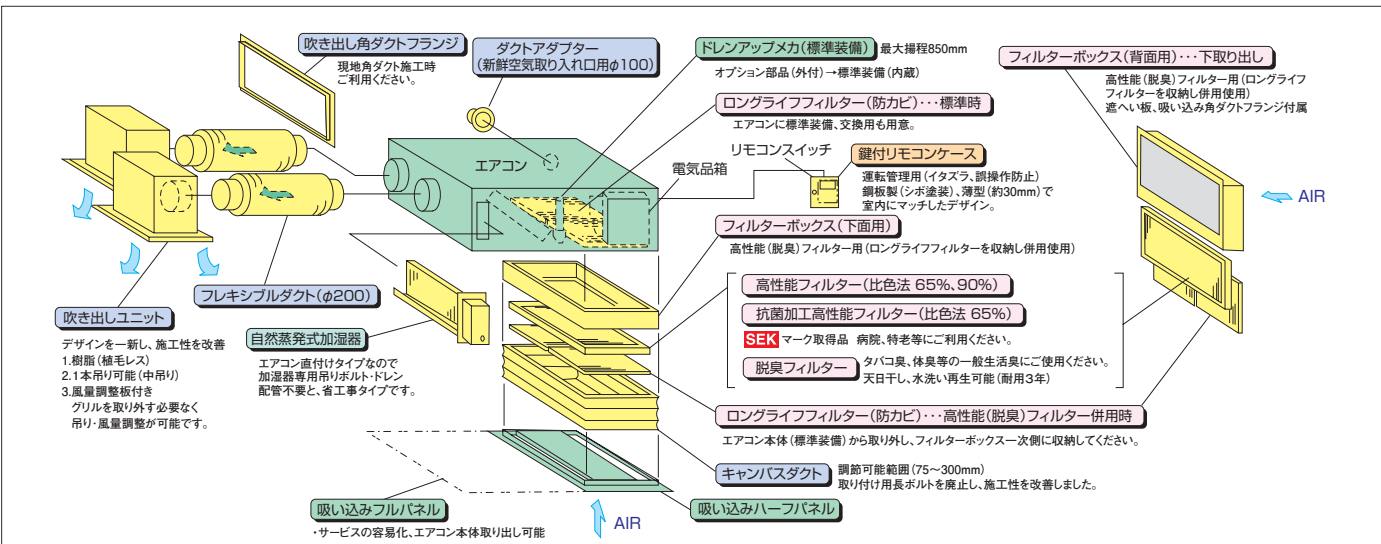 吹き出し角ダクトフランジ
現地角ダクト施工時
ご利用ください。
ダクトアダプター
(新鮮空気取り入れ口用φ100)
ドレンアップメカ(標準装備) 最大揚程850mm
オプション部品(外付)→標準装備(内蔵)
ロングライフフィルター(防カビ)･･･標準時
エアコンに標準装備、交換用も用意。
フィルターボックス(背面用)･･･下取り出し
高性能(脱臭)フィルター用(ロングライフ
フィルターを収納し併用使用)
遮へい板、吸い込み角ダクトフランジ付属
エアコン
電気品箱
リモコンスイッチ
鍵付リモコンケース
運転管理用(イタズラ、誤操作防止)
鋼板製(シボ塗装)、薄型(約30mm)で
室内にマッチしたデザイン。
AIR
フィルターボックス(下面用)
高性能(脱臭)フィルター用(ロングライフフィルターを収納し併用使用)
高性能フィルター(比色法 65%、90%)
抗菌加工高性能フィルター(比色法 65%)
SEK マーク取得品 病院、特老等にご利用ください。
脱臭フィルター タバコ臭、体臭等の一般生活臭にご使用ください。
天日干し、水洗い再生可能(耐用3年)
フレキシブルダクト(φ200)
吹き出しユニット
デザインを一新し、施工性を改善
1.樹脂(植毛レス)
2.1本吊り可能(中吊り)
3.風量調整板付き
グリルを取り外す必要なく
吊り･風量調整が可能です。
自然蒸発式加湿器
エアコン直付けタイプなので
加湿器専用吊りボルト･ドレン
配管不要と、省工事タイプです。
ロングライフフィルター(防カビ)･･･高性能(脱臭)フィルター併用時
エアコン本体(標準装備)から取り外し、フィルターボックス一次側に収納してください。
キャンバスダクト 調節可能範囲(75〜300mm)
取り付け用長ボルトを廃止し、施工性を改善しました。
吸い込みフルパネル
･サービスの容易化、エアコン本体取り出し可能
AIR
吸い込みハーフパネル